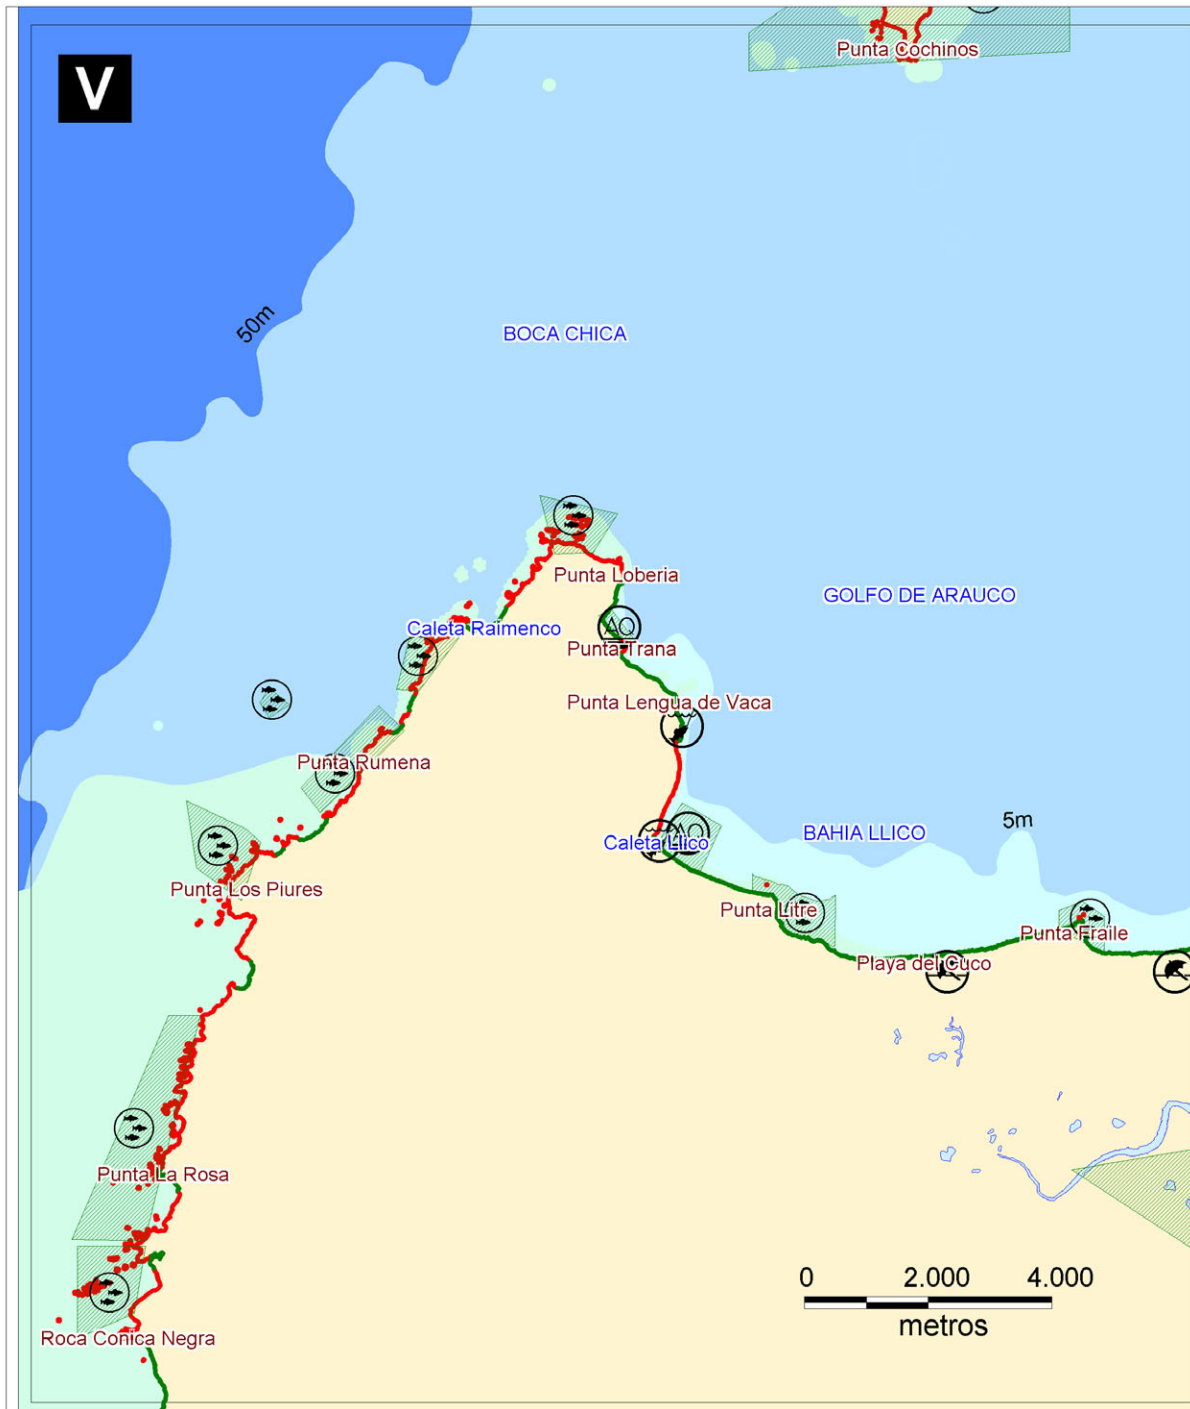 Punta Cochinos
V
50m
BOCA CHICA
Punta Loberia
GOLFO DE ARAUCO
Caleta Raimenco
Punta Trana
Punta Lengua de Vaca
Punta Rumena
5m
BAHIA LLICO
Caleta Llico
Punta Los Piures
Punta Litre
Punta Fraile
Playa del Cuco
Punta La Rosa
0 2.000 4.000
metros
Roca Conica Negra